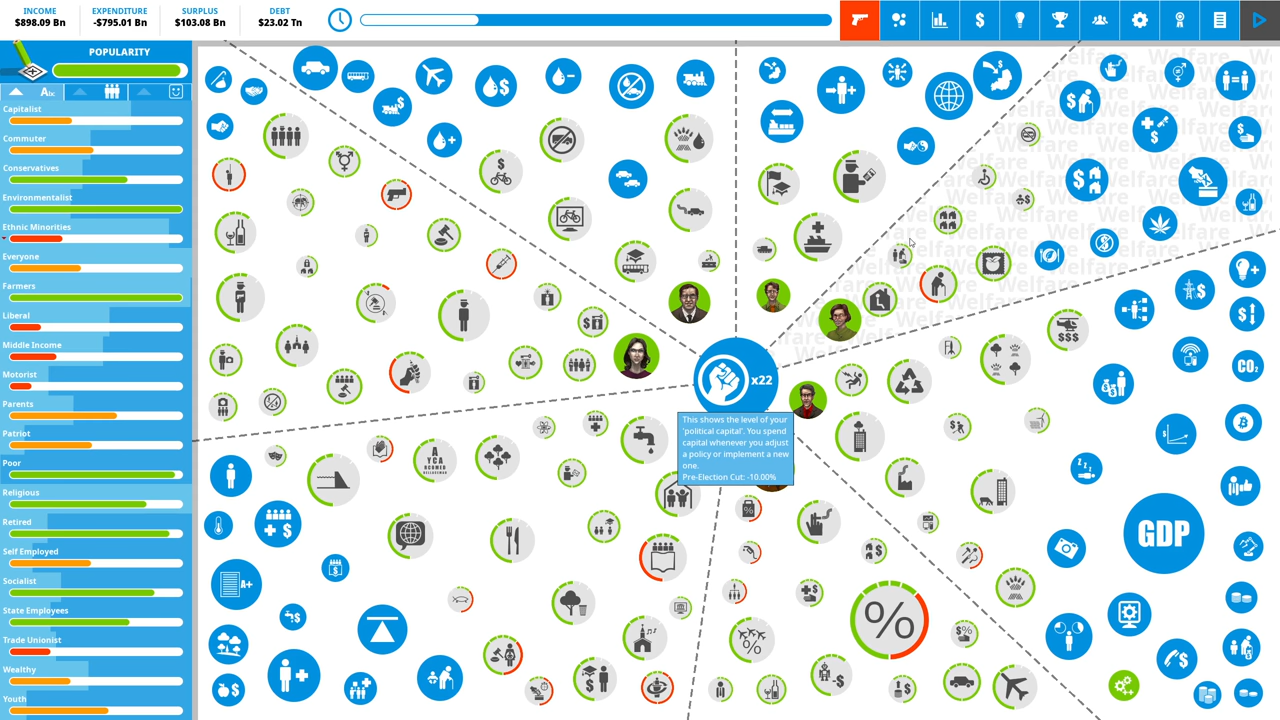 INCOME
$898.09 Bn
EXPENDITURE
-$795.01 Bn
SURPLUS
$103.08 Bn
DEBT
$23.02 Tn
POPULARITY
Abc
Capitalist
Commuter
Conservatives
Environmentalist
Ethnic Minorities
Everyone
Farmers
Liberal
Middle Income
Motorist
Parents
Patriot
Poor
Religious
Retired
Self Employed
Socialist
State Employees
Trade Unionist
Wealthy
Youth
x22
This shows the level of your
'political capital'. You spend
capital whenever you adjust
a policy or implement a new
one.
Pre-Election Cut: -10.00%
Welfare
GDP
CO₂
A+